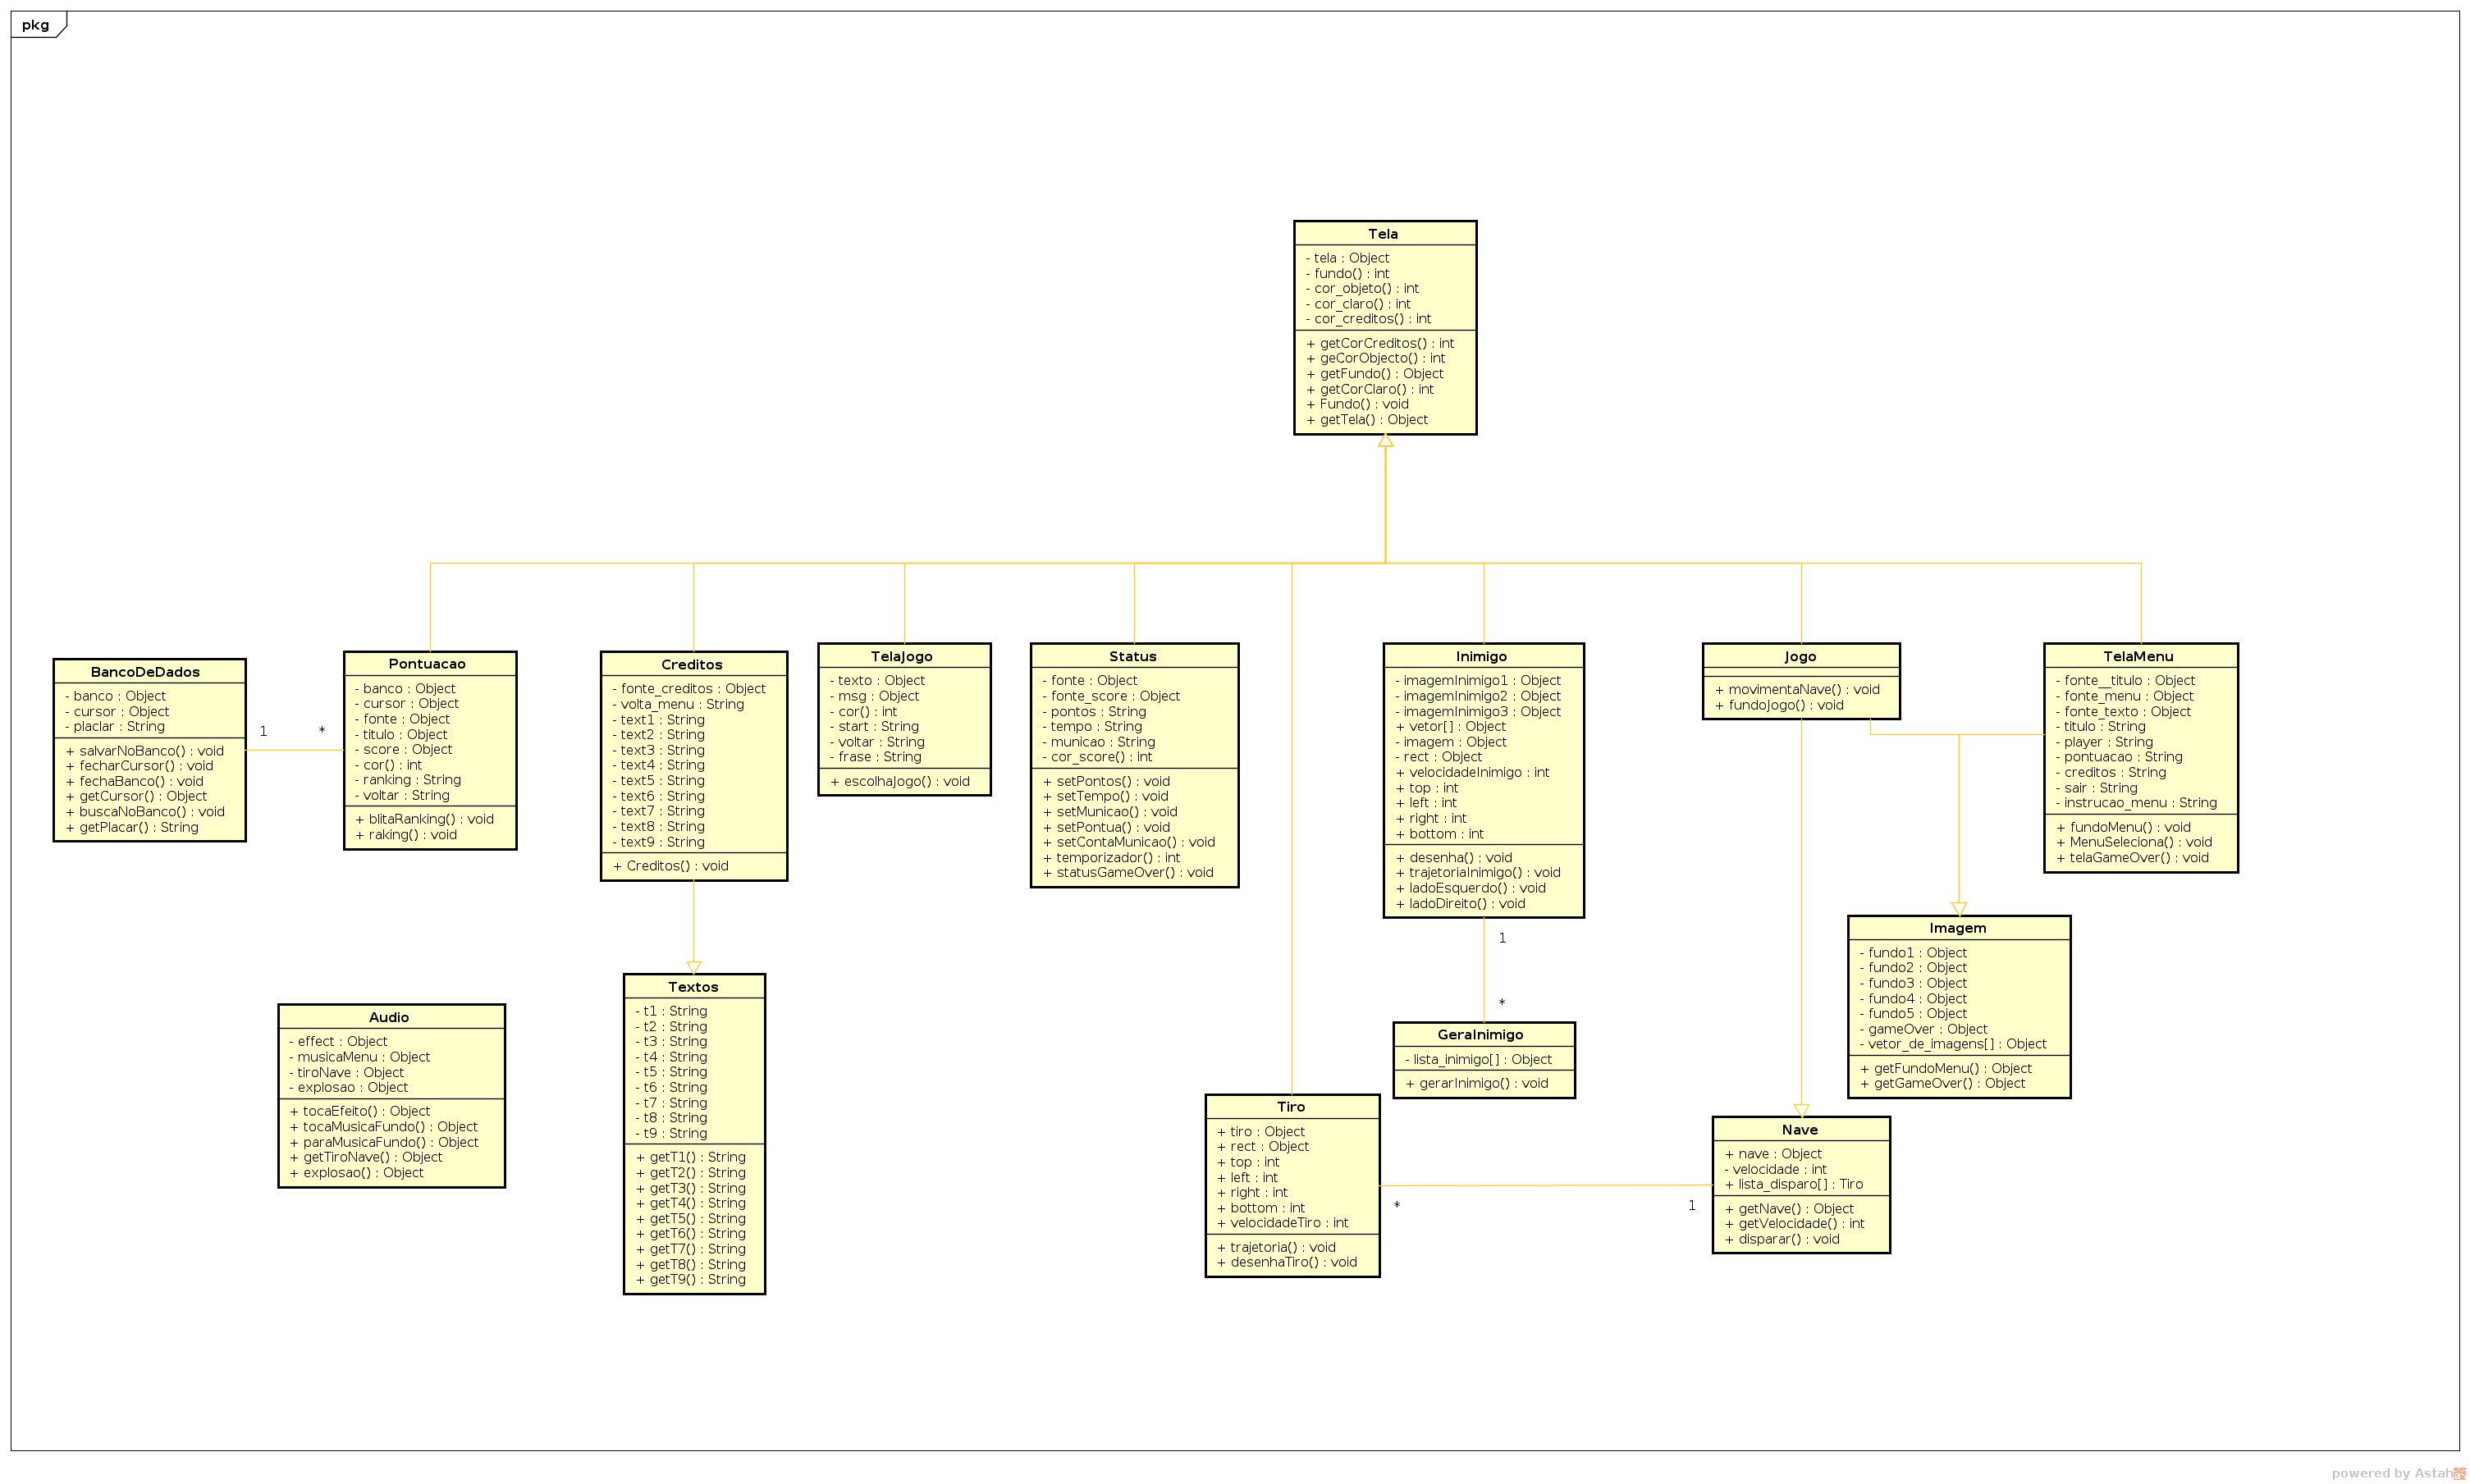 pkg
Tela
- tela : Object
- fundo() : int
- cor_objeto() : int
- cor_claro() : int
- cor_creditos() : int
+ getCorCreditos() : int
+ geCorObjecto() : int
+ getFundo() : Object
+ getCorClaro() : int
+ Fundo() : void
+ getTela() : Object
BancoDeDados
- banco : Object
- cursor : Object
- placlar : String
+ salvarNoBanco() : void
+ fecharCursor() : void
+ fechaBanco() : void
+ getCursor() : Object
+ buscaNoBanco() : void
+ getPlacar() : String
1
*
Pontuacao
- banco : Object
- cursor : Object
- fonte : Object
- titulo : Object
- score : Object
- cor() : int
- ranking : String
- voltar : String
+ blitaRanking() : void
+ raking() : void
Creditos
- fonte_creditos : Object
- volta_menu : String
- text1 : String
- text2 : String
- text3 : String
- text4 : String
- text5 : String
- text6 : String
- text7 : String
- text8 : String
- text9 : String
+ Creditos() : void
TelaJogo
- texto : Object
- msg : Object
- cor() : int
- start : String
- voltar : String
- frase : String
+ escolhaJogo() : void
Status
- fonte : Object
- fonte_score : Object
- pontos : String
- tempo : String
- municao : String
- cor_score() : int
+ setPontos() : void
+ setTempo() : void
+ setMunicao() : void
+ setPontua() : void
+ setContaMunicao() : void
+ temporizador() : int
+ statusGameOver() : void
Inimigo
- imagemInimigo1 : Object
- imagemInimigo2 : Object
- imagemInimigo3 : Object
+ vetor[] : Object
- imagem : Object
- rect : Object
+ velocidadeInimigo : int
+ top : int
+ left : int
+ right : int
+ bottom : int
+ desenha() : void
+ trajetoriaInimigo() : void
+ ladoEsquerdo() : void
+ ladoDireito() : void
Jogo
+ movimentaNave() : void
+ fundoJogo() : void
TelaMenu
- fonte__titulo : Object
- fonte_menu : Object
- fonte_texto : Object
- titulo : String
- player : String
- pontuacao : String
- creditos : String
- sair : String
- instrucao_menu : String
+ fundoMenu() : void
+ MenuSeleciona() : void
+ telaGameOver() : void
1
*
Imagem
- fundo1 : Object
- fundo2 : Object
- fundo3 : Object
- fundo4 : Object
- fundo5 : Object
- gameOver : Object
- vetor_de_imagens[] : Object
+ getFundoMenu() : Object
+ getGameOver() : Object
Audio
- effect : Object
- musicaMenu : Object
- tiroNave : Object
- explosao : Object
+ tocaEfeito() : Object
+ tocaMusicaFundo() : Object
+ paraMusicaFundo() : Object
+ getTiroNave() : Object
+ explosao() : Object
Textos
- t1 : String
- t2 : String
- t3 : String
- t4 : String
- t5 : String
- t6 : String
- t7 : String
- t8 : String
- t9 : String
+ getT1() : String
+ getT2() : String
+ getT3() : String
+ getT4() : String
+ getT5() : String
+ getT6() : String
+ getT7() : String
+ getT8() : String
+ getT9() : String
GeraInimigo
- lista_inimigo[] : Object
+ gerarInimigo() : void
Tiro
+ tiro : Object
+ rect : Object
+ top : int
+ left : int
+ right : int
+ bottom : int
+ velocidadeTiro : int
+ trajetoria() : void
+ desenhaTiro() : void
*
1
Nave
+ nave : Object
- velocidade : int
+ lista_disparo[] : Tiro
+ getNave() : Object
+ getVelocidade() : int
+ disparar() : void
powered by Astah